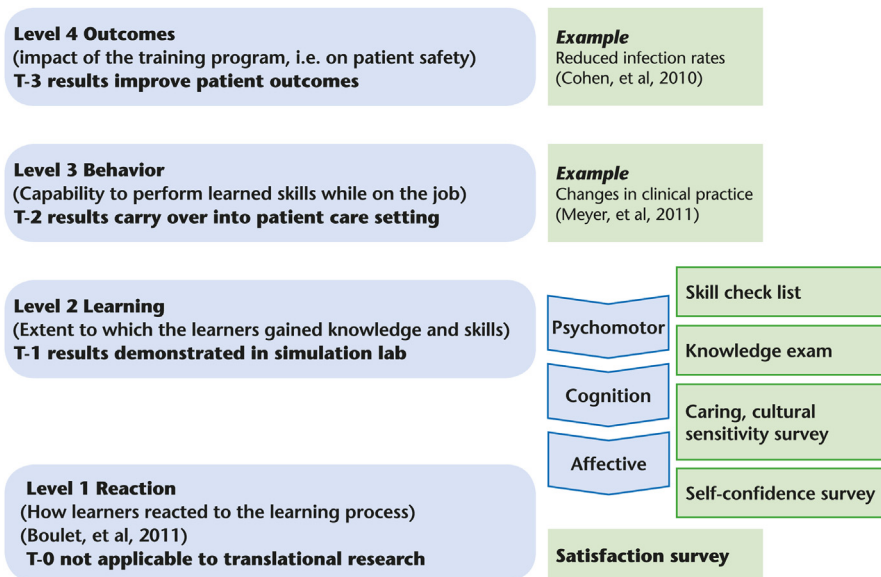 Level 4 Outcomes
(impact of the training program, i.e. on patient safety)
T-3 results improve patient outcomes
Example
Reduced infection rates
(Cohen, et al, 2010)
Level 3 Behavior
(Capability to perform learned skills while on the job)
T-2 results carry over into patient care setting
Example
Changes in clinical practice
(Meyer, et al, 2011)
Level 2 Learning
(Extent to which the learners gained knowledge and skills)
T-1 results demonstrated in simulation lab
Psychomotor
Cognition
Affective
Skill check list
Knowledge exam
Caring, cultural
sensitivity survey
Self-confidence survey
Level 1 Reaction
(How learners reacted to the learning process)
(Boulet, et al, 2011)
T-0 not applicable to translational research
Satisfaction survey